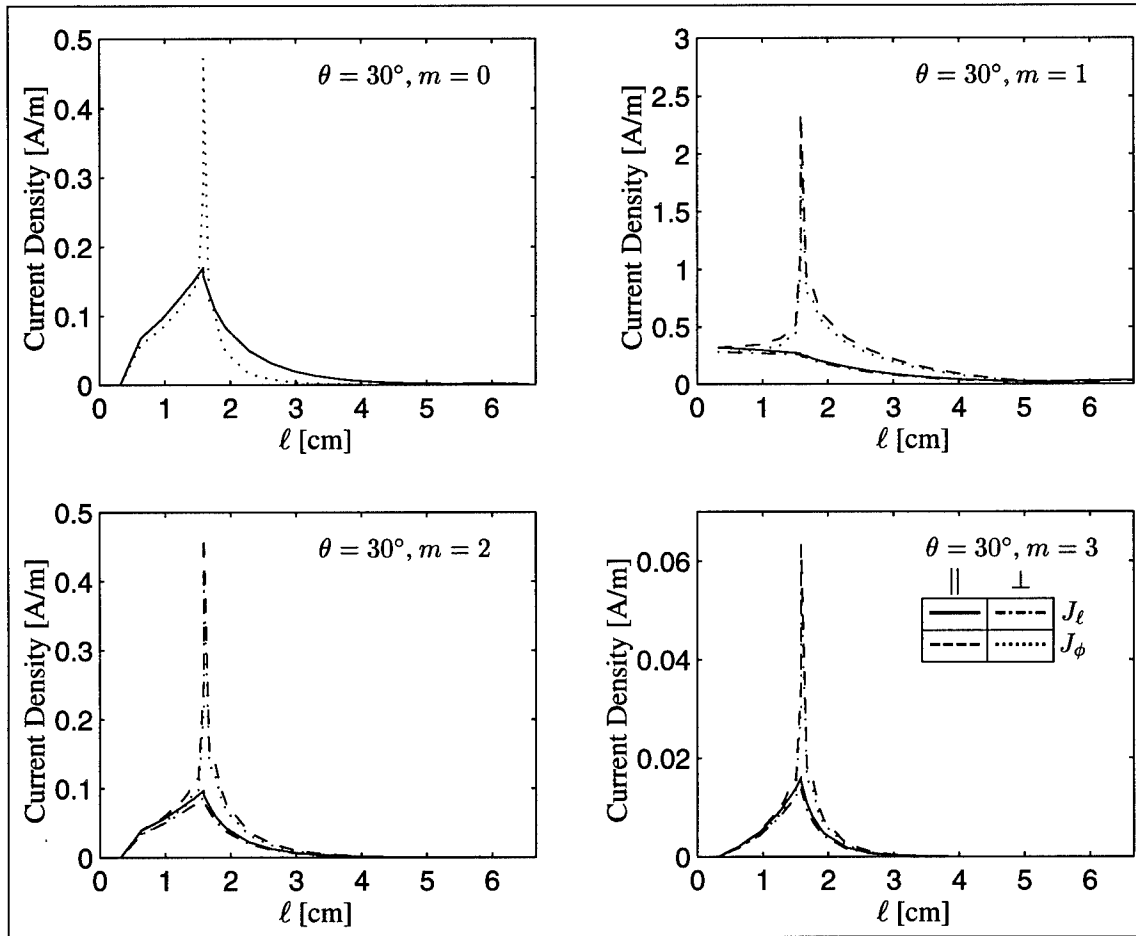 θ = 30°, m = 0
Current Density [A/m]
0.5
0.4
0.3
0.2
0.1
0
0 1 2 3 4 5 6
ℓ [cm]
θ = 30°, m = 1
Current Density [A/m]
3
2.5
2
1.5
1
0.5
0
0 1 2 3 4 5 6
ℓ [cm]
θ = 30°, m = 2
Current Density [A/m]
0.5
0.4
0.3
0.2
0.1
0
0 1 2 3 4 5 6
ℓ [cm]
θ = 30°, m = 3
|| ⊥
J_ℓ
J_ϕ
Current Density [A/m]
0.06
0.04
0.02
0
0 1 2 3 4 5 6
ℓ [cm]